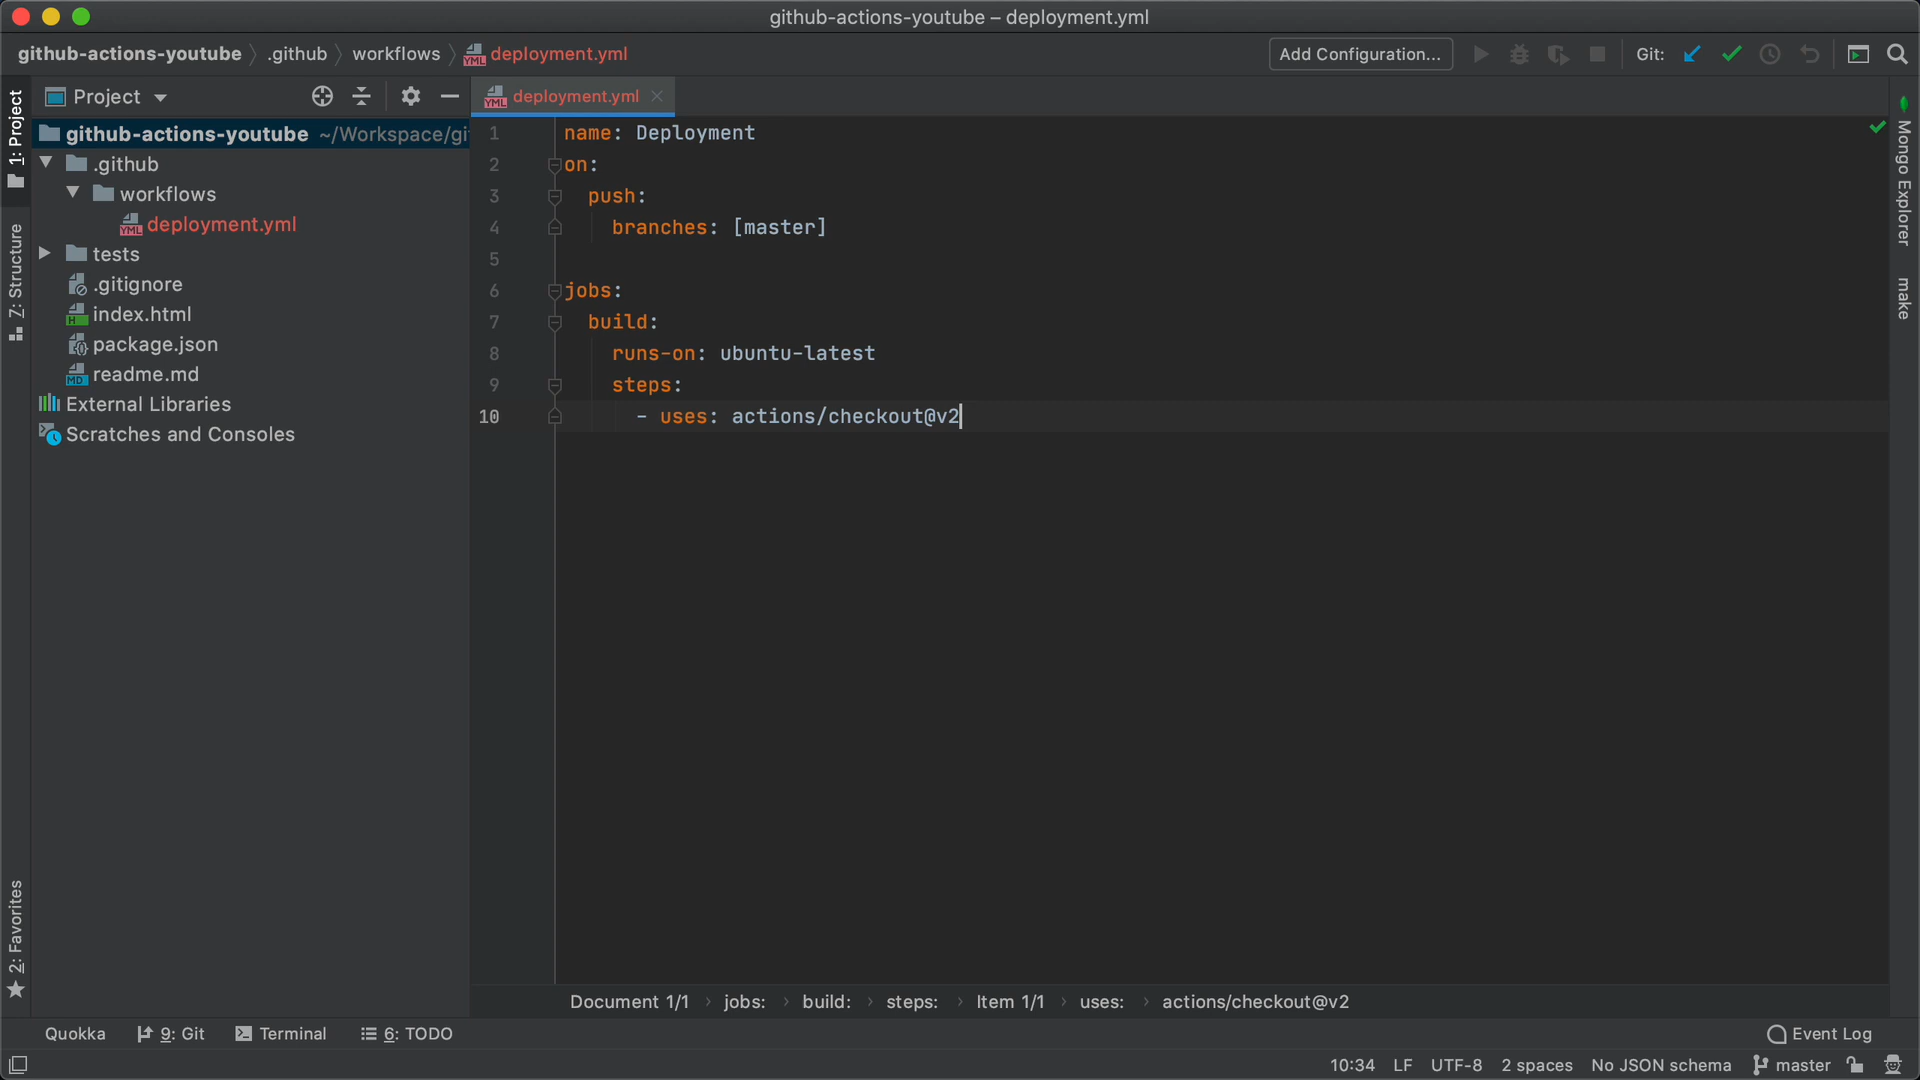 github-actions-youtube – deployment.yml
github-actions-youtube .github workflows deployment.yml
Add Configuration... Git:
1: Project
Z: Structure
2: Favorites
Project
github-actions-youtube ~/Workspace/git
.github
workflows
deployment.yml
tests
.gitignore
index.html
package.json
readme.md
External Libraries
Scratches and Consoles
deployment.yml
1 name: Deployment
2 on:
3 push:
4 branches: [master]
5
6 jobs:
7 build:
8 runs-on: ubuntu-latest
9 steps:
10 - uses: actions/checkout@v2
Mongo Explorer
make
Document 1/1 › jobs: › build: › steps: › Item 1/1 › uses: › actions/checkout@v2
Quokka 9: Git Terminal 6: TODO Event Log
10:34 LF UTF-8 2 spaces No JSON schema master